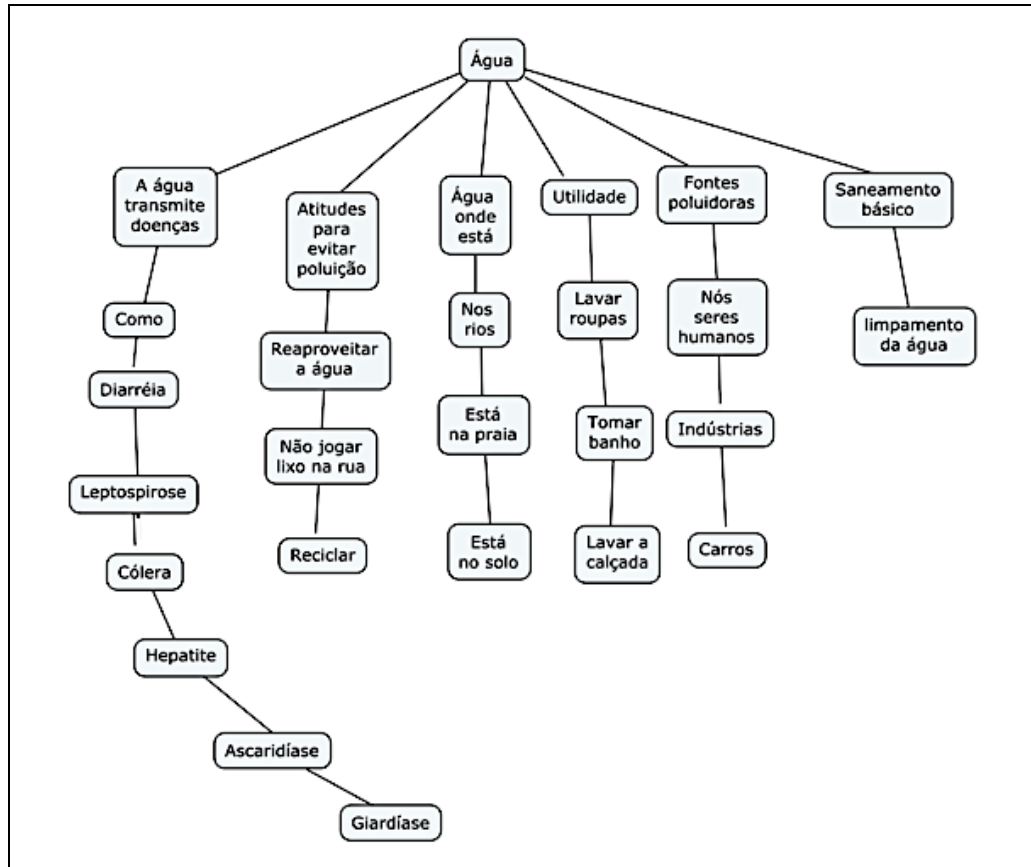 Água
A água
transmite
doenças
Como
Diarréia
Leptospirose
Cólera
Hepatite
Ascaridíase
Giardíase
Atitudes
para
evitar
poluição
Reaproveitar
a água
Não jogar
lixo na rua
Reciclar
Água
onde
está
Nos
rios
Está
na praia
Está
no solo
Utilidade
Lavar
roupas
Tomar
banho
Lavar a
calçada
Fontes
poluidoras
Nós
seres
humanos
Indústrias
Carros
Saneamento
básico
limpamento
da água